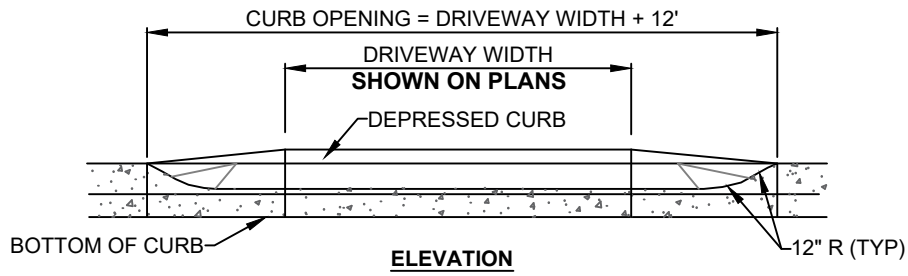 CURB OPENING = DRIVEWAY WIDTH + 12'
DRIVEWAY WIDTH
SHOWN ON PLANS
DEPRESSED CURB
BOTTOM OF CURB
12" R (TYP)
ELEVATION